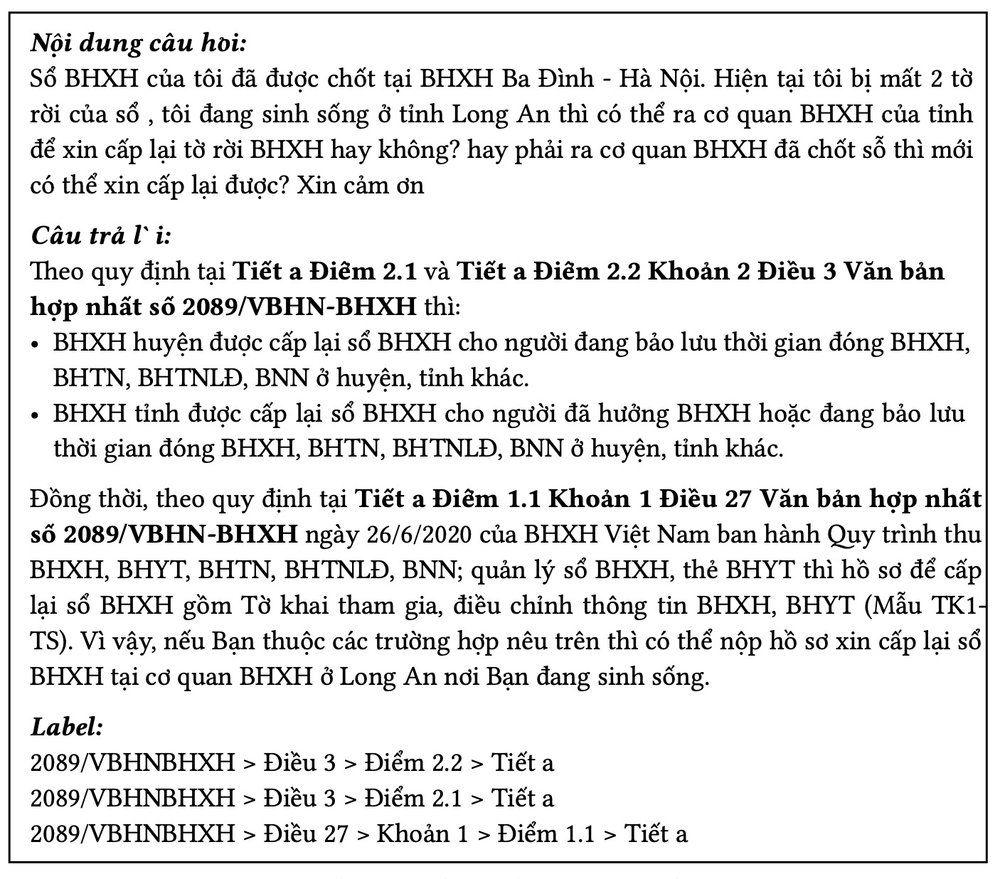 Nội dung câu hỏi:
Sổ BHXH của tôi đã được chốt tại BHXH Ba Đình - Hà Nội. Hiện tại tôi bị mất 2 tờ
rời của sổ , tôi đang sinh sống ở tỉnh Long An thì có thể ra cơ quan BHXH của tỉnh
để xin cấp lại tờ rời BHXH hay không? hay phải ra cơ quan BHXH đã chốt sỗ thì mới
có thể xin cấp lại được? Xin cảm ơn
Câu trả l` i:
Theo quy định tại Tiết a Điểm 2.1 và Tiết a Điểm 2.2 Khoản 2 Điều 3 Văn bản
hợp nhất số 2089/VBHN-BHXH thì:
• BHXH huyện được cấp lại sổ BHXH cho người đang bảo lưu thời gian đóng BHXH,
BHTN, BHTNLĐ, BNN ở huyện, tỉnh khác.
• BHXH tỉnh được cấp lại sổ BHXH cho người đã hưởng BHXH hoặc đang bảo lưu
thời gian đóng BHXH, BHTN, BHTNLĐ, BNN ở huyện, tỉnh khác.
Đồng thời, theo quy định tại Tiết a Điểm 1.1 Khoản 1 Điều 27 Văn bản hợp nhất
số 2089/VBHN-BHXH ngày 26/6/2020 của BHXH Việt Nam ban hành Quy trình thu
BHXH, BHYT, BHTN, BHTNLĐ, BNN; quản lý sổ BHXH, thẻ BHYT thì hồ sơ để cấp
lại sổ BHXH gồm Tờ khai tham gia, điều chỉnh thông tin BHXH, BHYT (Mẫu TK1-
TS). Vì vậy, nếu Bạn thuộc các trường hợp nêu trên thì có thể nộp hồ sơ xin cấp lại sổ
BHXH tại cơ quan BHXH ở Long An nơi Bạn đang sinh sống.
Label:
2089/VBHNBHXH > Điều 3 > Điểm 2.2 > Tiết a
2089/VBHNBHXH > Điều 3 > Điểm 2.1 > Tiết a
2089/VBHNBHXH > Điều 27 > Khoản 1 > Điểm 1.1 > Tiết a